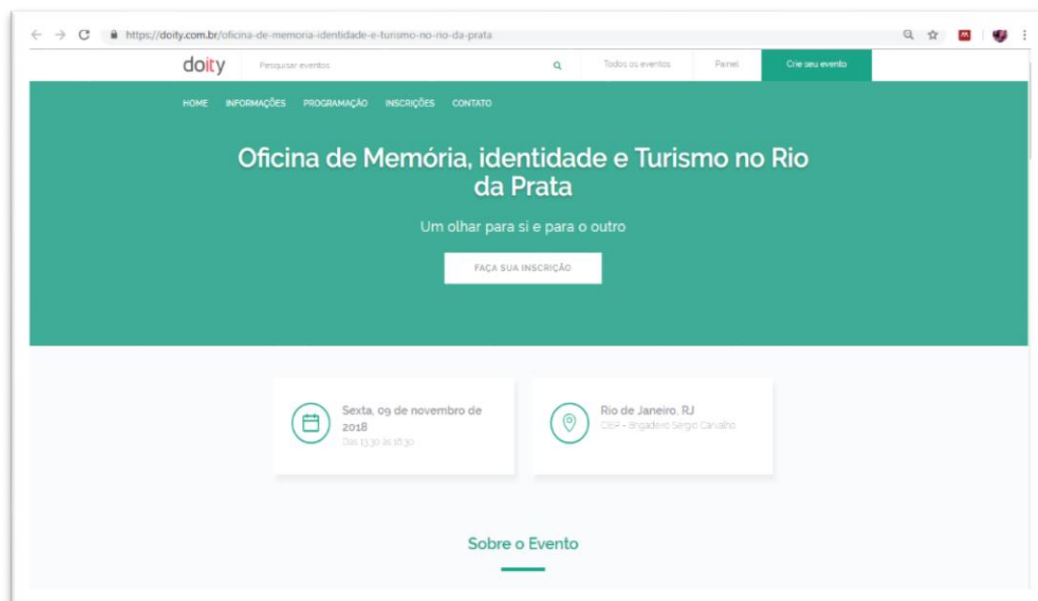 https://doity.com.br/oficina-de-memoria-identidade-e-turismo-no-rio-da-prata
doity Pesquisar eventos Todos os eventos Painel Crie seu evento
HOME INFORMAÇÕES PROGRAMAÇÃO INSCRIÇÕES CONTATO
Oficina de Memória, identidade e Turismo no Rio
da Prata
Um olhar para si e para o outro
FAÇA SUA INSCRIÇÃO
Sexta, 09 de novembro de
2018
Das 13:30 às 16:30
Rio de Janeiro, RJ
CIEP - Brigadeiro Sergio Carvalho
Sobre o Evento